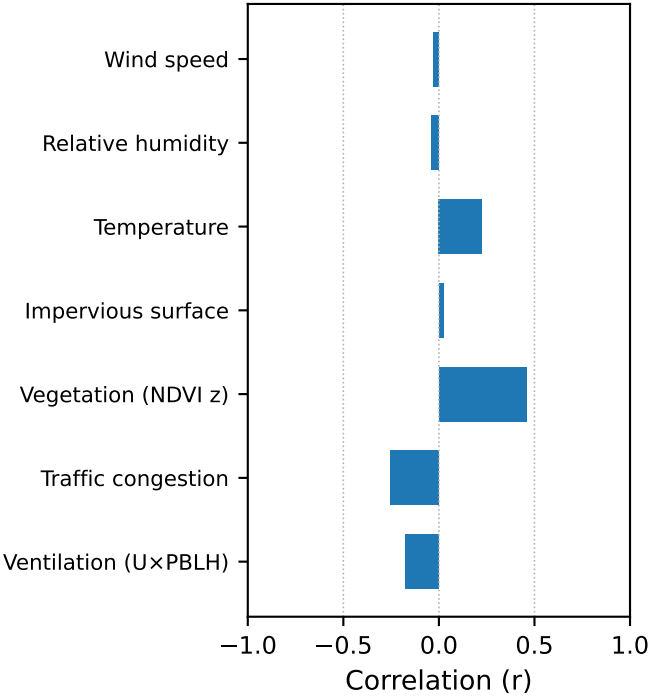 Wind speed
Relative humidity
Temperature
Impervious surface
Vegetation (NDVI z)
Traffic congestion
Ventilation (U×PBLH)
−1.0 −0.5 0.0 0.5 1.0
Correlation (r)